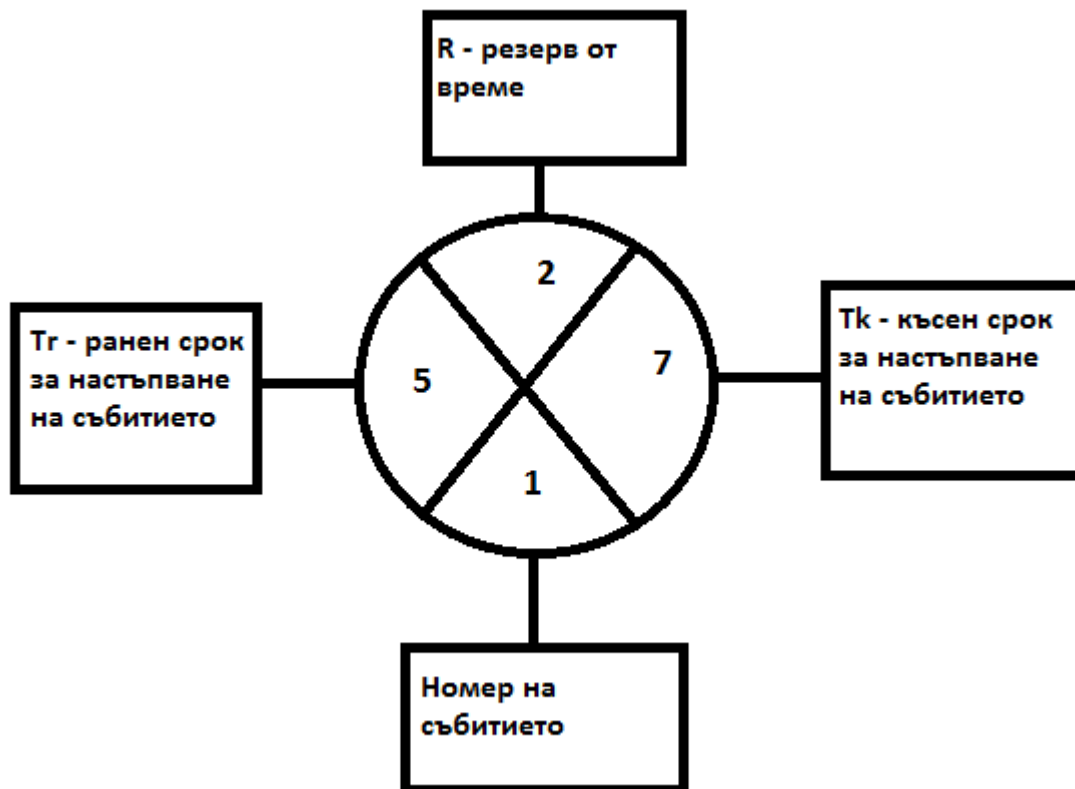 R - резерв от
време
2
Tr - ранен срок
за настъпване
на събитието
5
7
Tk - късен срок
за настъпване
на събитието
1
Номер на
събитието